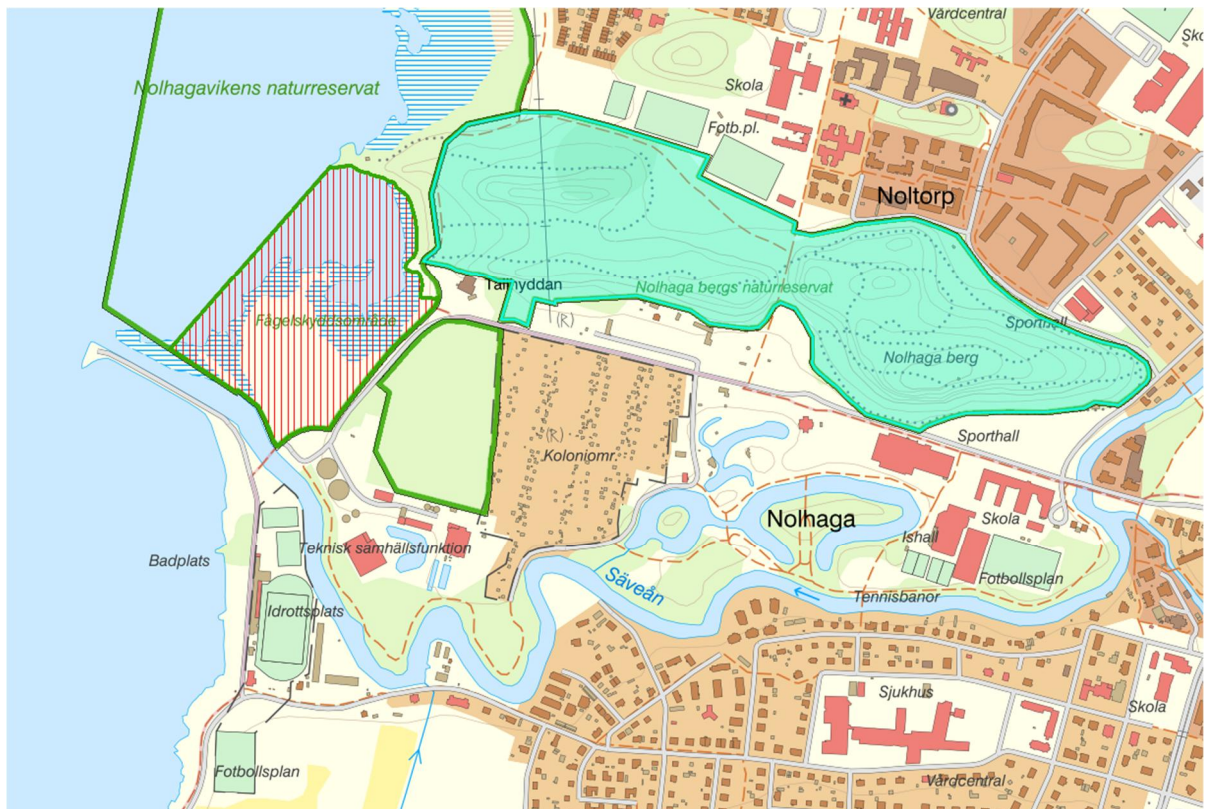 Vårdcentral
Nolhagavikens naturreservat
Skola
Fotb.pl.
Noltorp
Tallhyddan
Nolhaga bergs naturreservat
Fågelskyddsområde
(R)
Sporthall
Nolhaga berg
(R)
Koloniomr.
Sporthall
Nolhaga
Skola
Ishall
Teknisk samhällsfunktion
Badplats
Säveån
Fotbollsplan
Tennisbanor
Idrottsplats
Sjukhus
Skola
Fotbollsplan
Vårdcentral